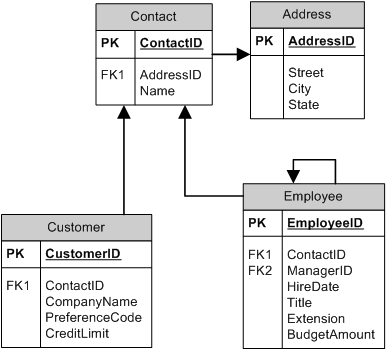 Contact
PK ContactID
FK1 AddressID
Name
Address
PK AddressID
Street
City
State
Customer
PK CustomerID
FK1 ContactID
CompanyName
PreferenceCode
CreditLimit
Employee
PK EmployeeID
FK1 ContactID
FK2 ManagerID
HireDate
Title
Extension
BudgetAmount